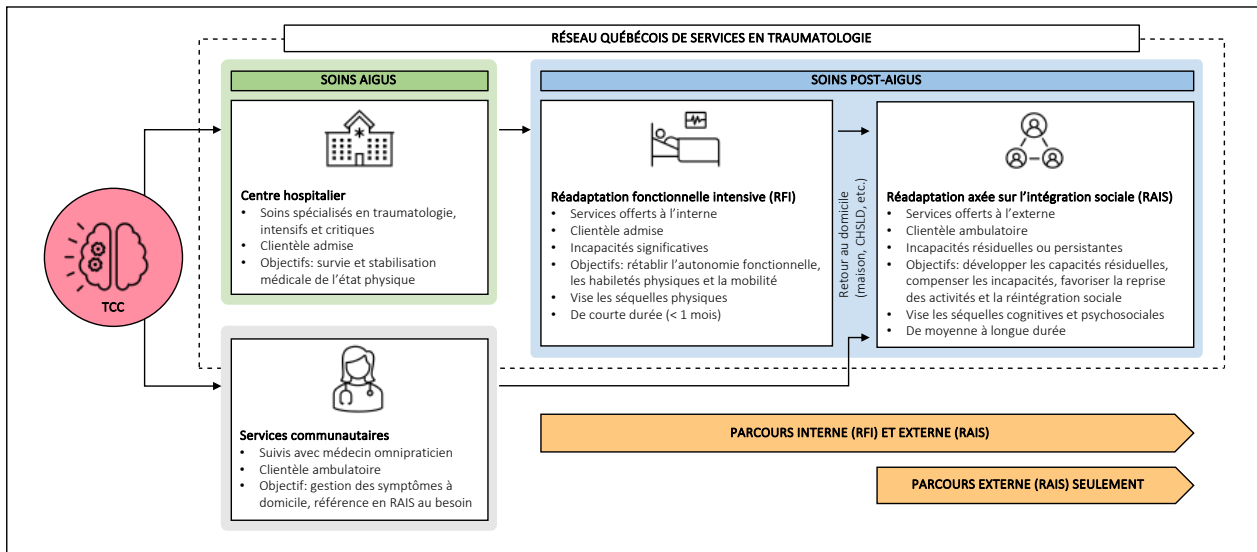 RÉSEAU QUÉBÉCOIS DE SERVICES EN TRAUMATOLOGIE
SOINS AIGUS
SOINS POST-AIGUS
TCC
Centre hospitalier
• Soins spécialisés en traumatologie,
intensifs et critiques
• Clientèle admise
• Objectifs: survie et stabilisation
médicale de l'état physique
Réadaptation fonctionnelle intensive (RFI)
• Services offerts à l'interne
• Clientèle admise
• Incapacités significatives
• Objectifs: rétablir l'autonomie fonctionnelle,
les habiletés physiques et la mobilité
• Vise les séquelles physiques
• De courte durée (< 1 mois)
Retour au domicile
(maison, CHSLD, etc.)
Réadaptation axée sur l'intégration sociale (RAIS)
• Services offerts à l'externe
• Clientèle ambulatoire
• Incapacités résiduelles ou persistantes
• Objectifs: développer les capacités résiduelles,
compenser les incapacités, favoriser la reprise
des activités et la réintégration sociale
• Vise les séquelles cognitives et psychosociales
• De moyenne à longue durée
Services communautaires
• Suivis avec médecin omnipraticien
• Clientèle ambulatoire
• Objectif: gestion des symptômes à
domicile, référence en RAIS au besoin
PARCOURS INTERNE (RFI) ET EXTERNE (RAIS)
PARCOURS EXTERNE (RAIS) SEULEMENT